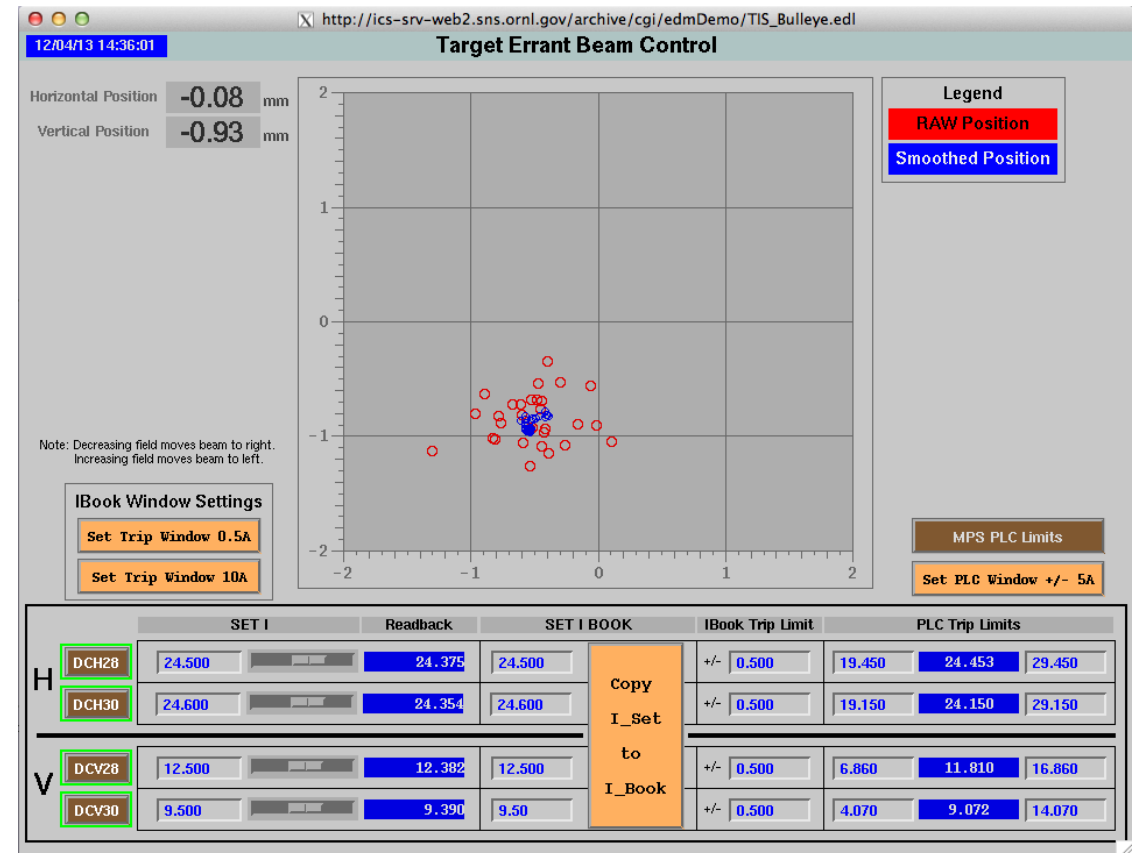 http://ics-srv-web2.sns.ornl.gov/archive/cgi/edmDemo/TIS_Bulleye.edl
12/04/13 14:36:01
Target Errant Beam Control
Horizontal Position -0.08 mm
Vertical Position -0.93 mm
2
1
0
-1
-2
-2 -1 0 1 2
Legend
RAW Position
Smoothed Position
Note: Decreasing field moves beam to right.
Increasing field moves beam to left.
IBook Window Settings
Set Trip Window 0.5A
Set Trip Window 10A
MPS PLC Limits
Set PLC Window +/- 5A
SET I Readback SET I BOOK IBook Trip Limit PLC Trip Limits
H
DCH28 24.500 24.375 24.500 +/- 0.500 19.450 24.453 29.450
DCH30 24.600 24.354 24.600 +/- 0.500 19.150 24.150 29.150
Copy
I_Set
to
I_Book
V
DCV28 12.500 12.382 12.500 +/- 0.500 6.860 11.810 16.860
DCV30 9.500 9.390 9.50 +/- 0.500 4.070 9.072 14.070